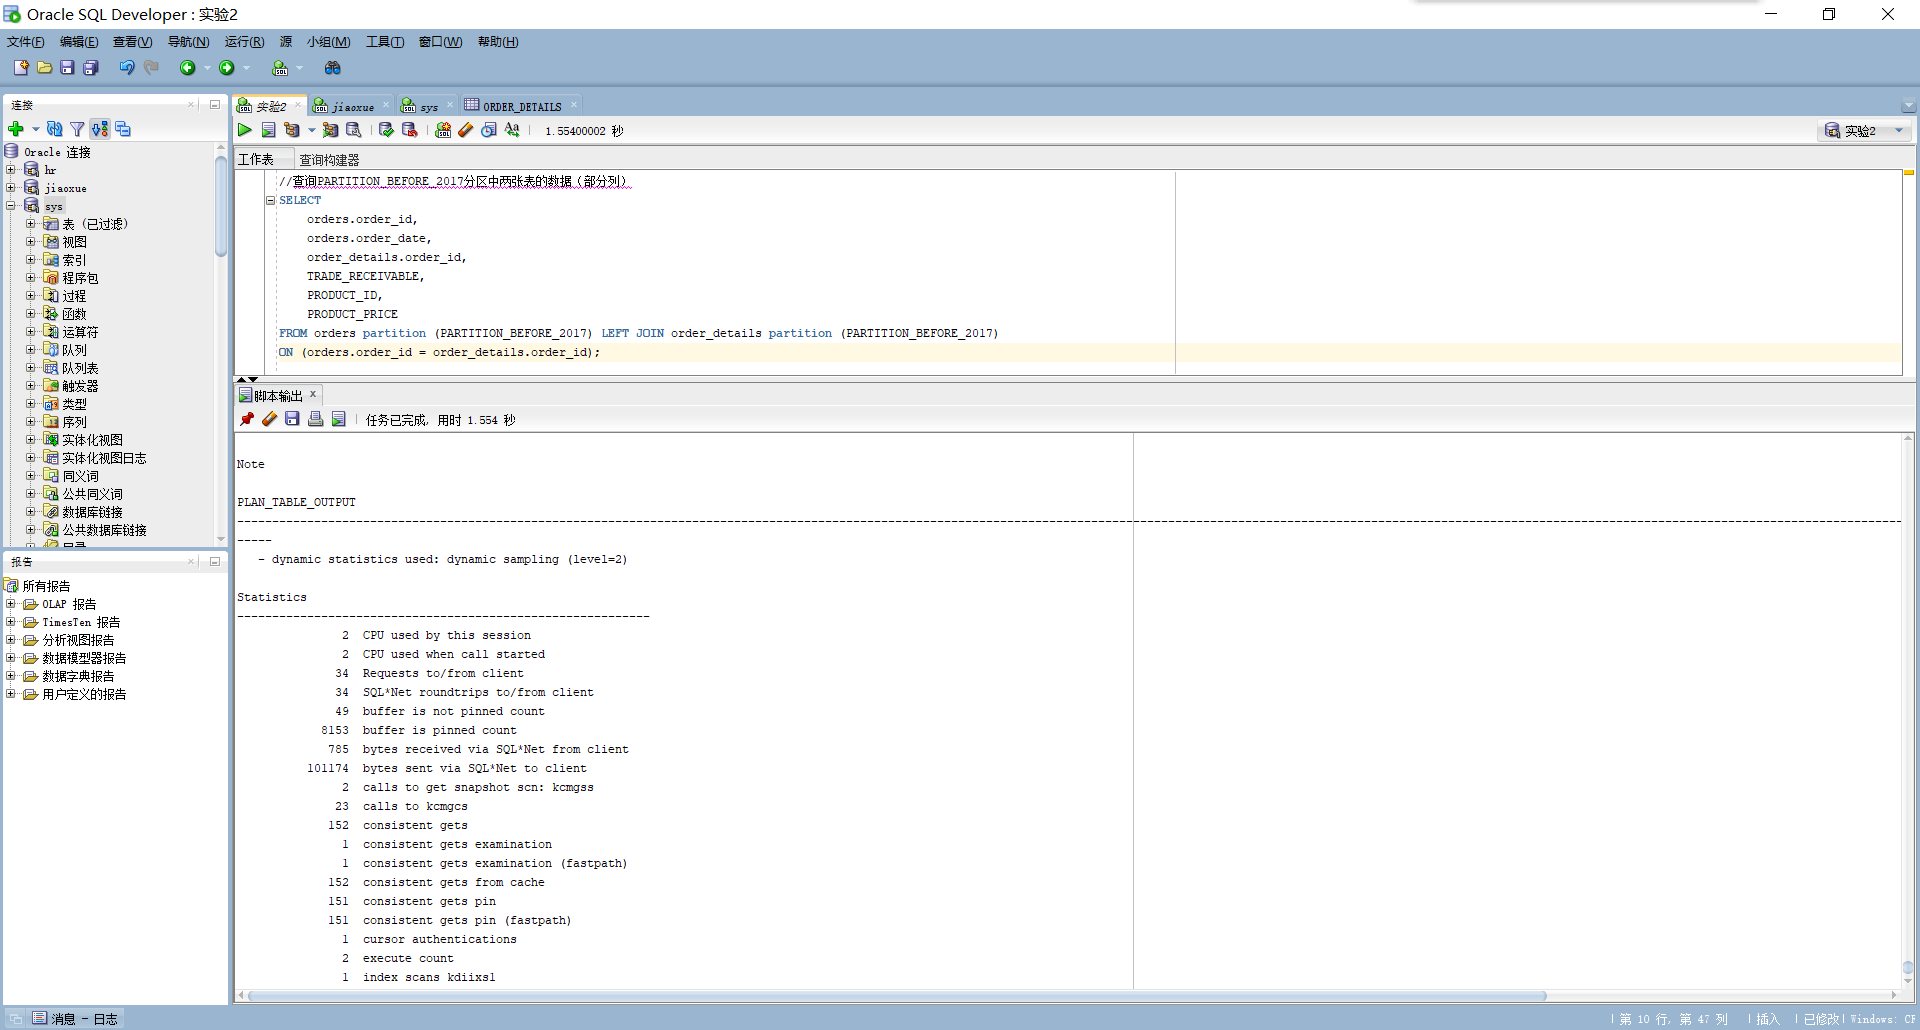 Oracle SQL Developer : 实验2
文件(F) 编辑(E) 查看(V) 导航(N) 运行(R) 源 小组(M) 工具(T) 窗口(W) 帮助(H)
连接
Oracle 连接
hr
jiaoxue
sys
表 (已过滤)
视图
索引
程序包
过程
函数
运算符
队列
队列表
触发器
类型
序列
实体化视图
实体化视图日志
同义词
公共同义词
数据库链接
公共数据库链接
报告
所有报告
OLAP 报告
TimesTen 报告
分析视图报告
数据模型器报告
数据字典报告
用户定义的报告
实验2 jiaoxue sys ORDER_DETAILS
1.55400002 秒
实验2
工作表 查询构建器
//查询PARTITION_BEFORE_2017分区中两张表的数据（部分列）
SELECT
orders.order_id,
orders.order_date,
order_details.order_id,
TRADE_RECEIVABLE,
PRODUCT_ID,
PRODUCT_PRICE
FROM orders partition (PARTITION_BEFORE_2017) LEFT JOIN order_details partition (PARTITION_BEFORE_2017)
ON (orders.order_id = order_details.order_id);
脚本输出 x
任务已完成, 用时 1.554 秒
Note
PLAN_TABLE_OUTPUT
-----
- dynamic statistics used: dynamic sampling (level=2)
Statistics
-----------------------------------------------------------
2 CPU used by this session
2 CPU used when call started
34 Requests to/from client
34 SQL*Net roundtrips to/from client
49 buffer is not pinned count
8153 buffer is pinned count
785 bytes received via SQL*Net from client
101174 bytes sent via SQL*Net to client
2 calls to get snapshot scn: kcmgss
23 calls to kcmgcs
152 consistent gets
1 consistent gets examination
1 consistent gets examination (fastpath)
152 consistent gets from cache
151 consistent gets pin
151 consistent gets pin (fastpath)
1 cursor authentications
2 execute count
1 index scans kdiixs1
消息 - 日志
第 10 行, 第 47 列 插入 已修改 Windows: CF